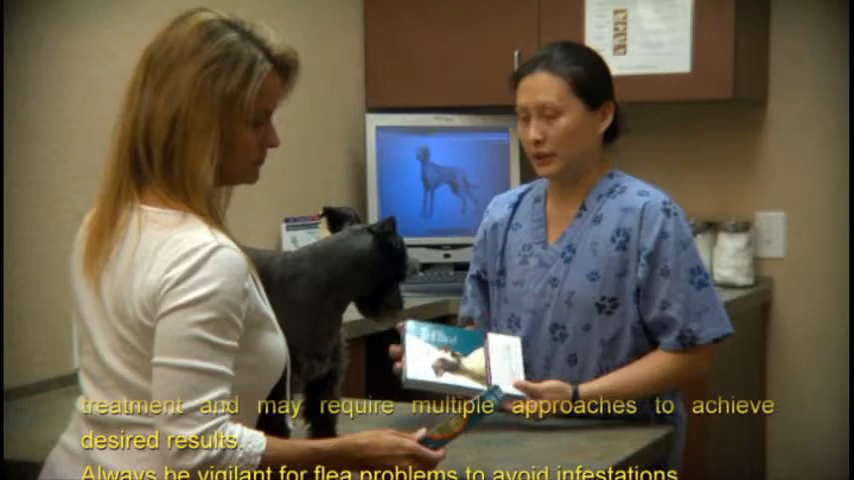 treatment and may require multiple approaches to achieve
desired results.
Always be vigilant for flea problems to avoid infestations.